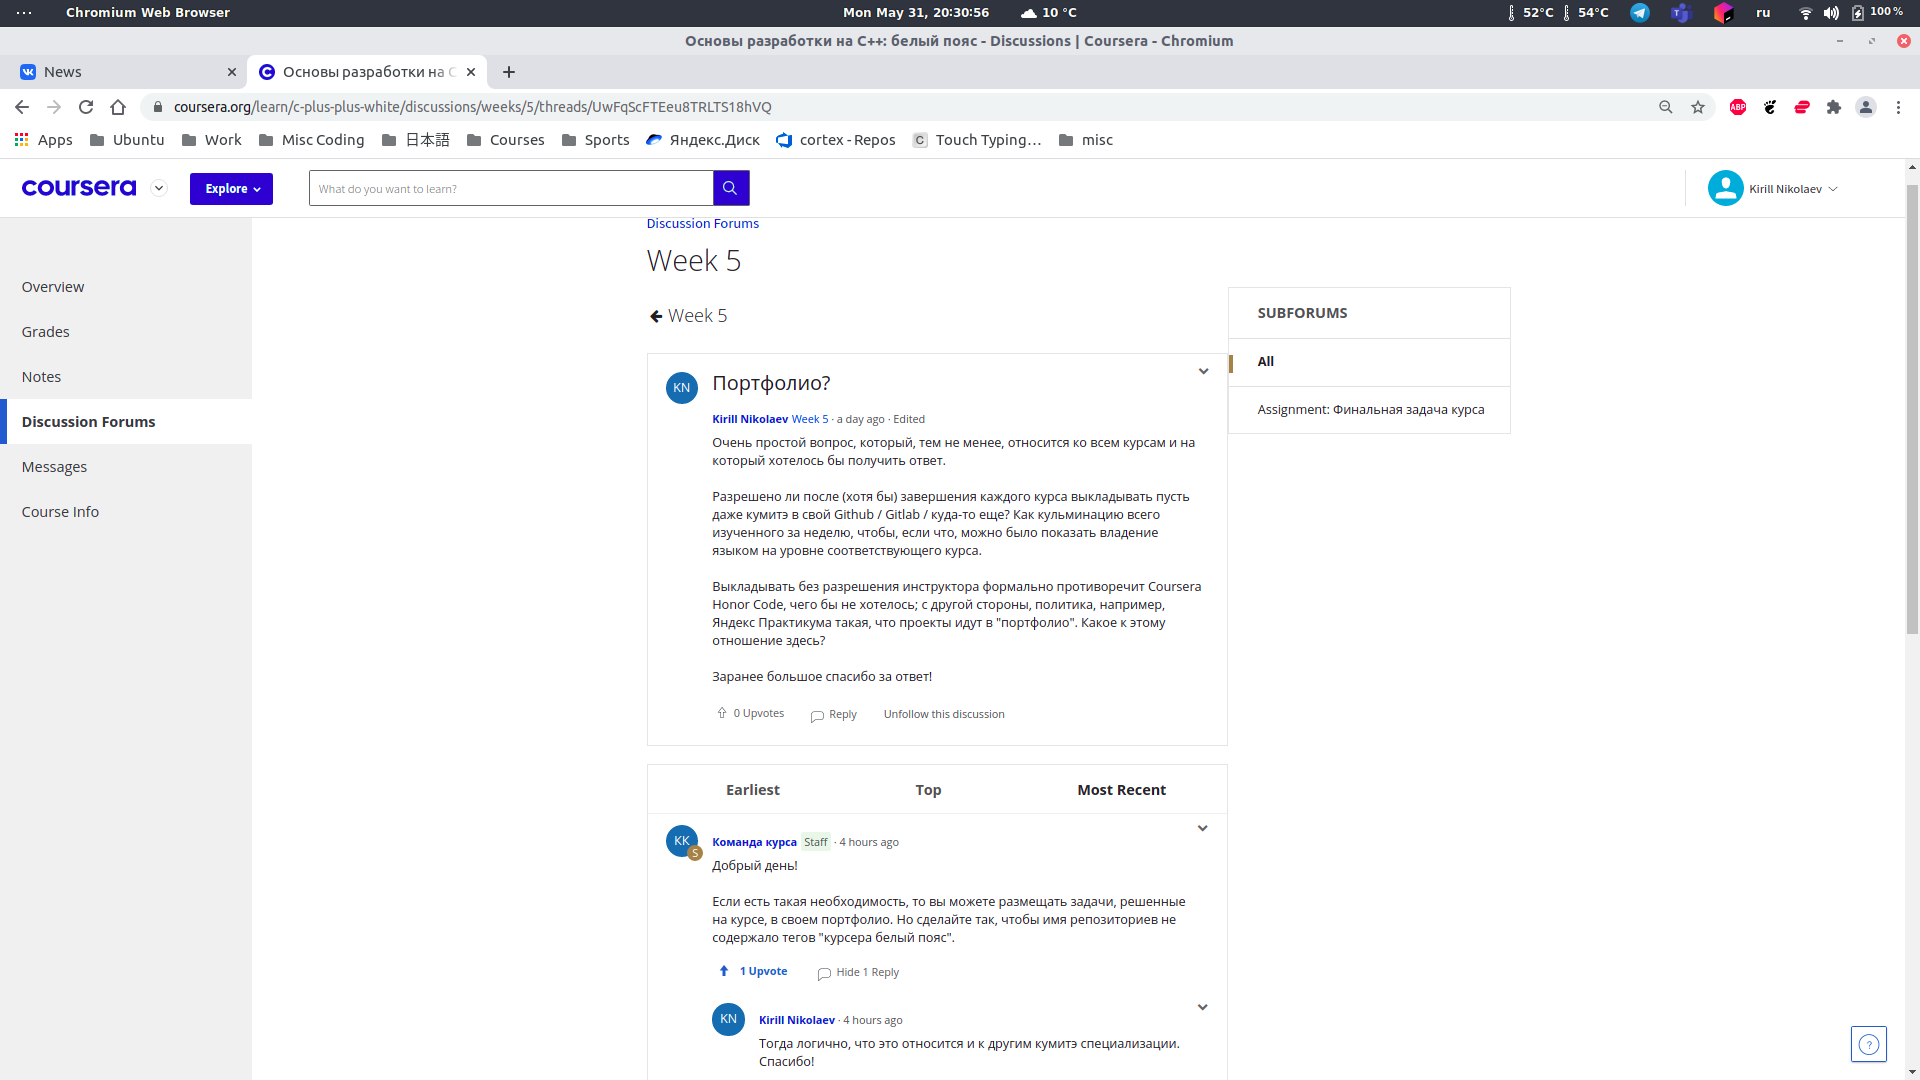 Chromium Web Browser
Mon May 31, 20:30:56
10 °C
52°C
54°C
ru
100 %
Основы разработки на C++: белый пояс - Discussions | Coursera - Chromium
News
Основы разработки на C
coursera.org/learn/c-plus-plus-white/discussions/weeks/5/threads/UwFqScFTEeu8TRLTS18hVQ
ABP
Apps
Ubuntu
Work
Misc Coding
日本語
Courses
Sports
Яндекс.Диск
cortex - Repos
C
Touch Typing…
misc
coursera
Explore
What do you want to learn?
Kirill Nikolaev
Overview
Grades
Notes
Discussion Forums
Messages
Course Info
Discussion Forums
Week 5
Week 5
SUBFORUMS
All
Assignment: Финальная задача курса
KN
Портфолио?
Kirill Nikolaev Week 5 · a day ago · Edited
Очень простой вопрос, который, тем не менее, относится ко всем курсам и на
который хотелось бы получить ответ.
Разрешено ли после (хотя бы) завершения каждого курса выкладывать пусть
даже кумитэ в свой Github / Gitlab / куда-то еще? Как кульминацию всего
изученного за неделю, чтобы, если что, можно было показать владение
языком на уровне соответствующего курса.
Выкладывать без разрешения инструктора формально противоречит Coursera
Honor Code, чего бы не хотелось; с другой стороны, политика, например,
Яндекс Практикума такая, что проекты идут в "портфолио". Какое к этому
отношение здесь?
Заранее большое спасибо за ответ!
0 Upvotes
Reply
Unfollow this discussion
Earliest
Top
Most Recent
KK
S
Команда курса Staff · 4 hours ago
Добрый день!
Если есть такая необходимость, то вы можете размещать задачи, решенные
на курсе, в своем портфолио. Но сделайте так, чтобы имя репозиториев не
содержало тегов "курсера белый пояс".
1 Upvote
Hide 1 Reply
KN
Kirill Nikolaev · 4 hours ago
Тогда логично, что это относится и к другим кумитэ специализации.
Спасибо!
?